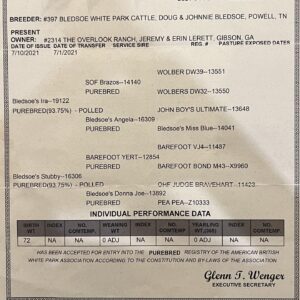 BREEDER: #397 BLEDSOE WHITE PARK CATTLE, DOUG & JOHNNIE BLEDSOE, POWELL, TN
PRESENT
OWNER: #2314 THE OVERLOOK RANCH, JEREMY & ERIN LERETT, GIBSON, GA
DATE OF ISSUE DATE OF TRANSFER SERVICE SIRE REG. # PASTURE EXPOSED DATES
7/10/2021 7/1/2021
WOLBERS DW39--13551
SOF Brazos--14140
PUREBRED WOLBERS DW32--13550
Bledsoe's Ira--19122
PUREBRED(93.75%) - POLLED JOHN BOY'S ULTIMATE--13648
Bledsoe's Angela--16309
PUREBRED Bledsoe's Miss Blue--14041
BAREFOOT VJ4--11487
BAREFOOT YERT--12854
PUREBRED BAREFOOT BOND M43--X9960
Bledsoe's Stubby--16306
PUREBRED(93.75%) - POLLED OHF JUDGE BRAVEHART--11423
Bledsoe's Donna Joe--13892
PUREBRED PEA PEA--Z10333
INDIVIDUAL PERFORMANCE DATA
BIRTH WT INDEX NO. CONTEMP. WEANING WT INDEX NO. CONTEMP. YEARLING WT.(365) INDEX NO. CONTEMP.
72 NA NA 0 ADJ NA NA 0 ADJ NA NA
HAS BEEN ACCEPTED FOR ENTRY INTO THE PUREBRED REGISTRY OF THE AMERICAN BRITISH
WHITE PARK ASSOCIATION ACCORDING TO THE CONSTITUTION AND BY LAWS OF THE ASSOCIATION
Glenn T. Wenger
EXECUTIVE SECRETARY